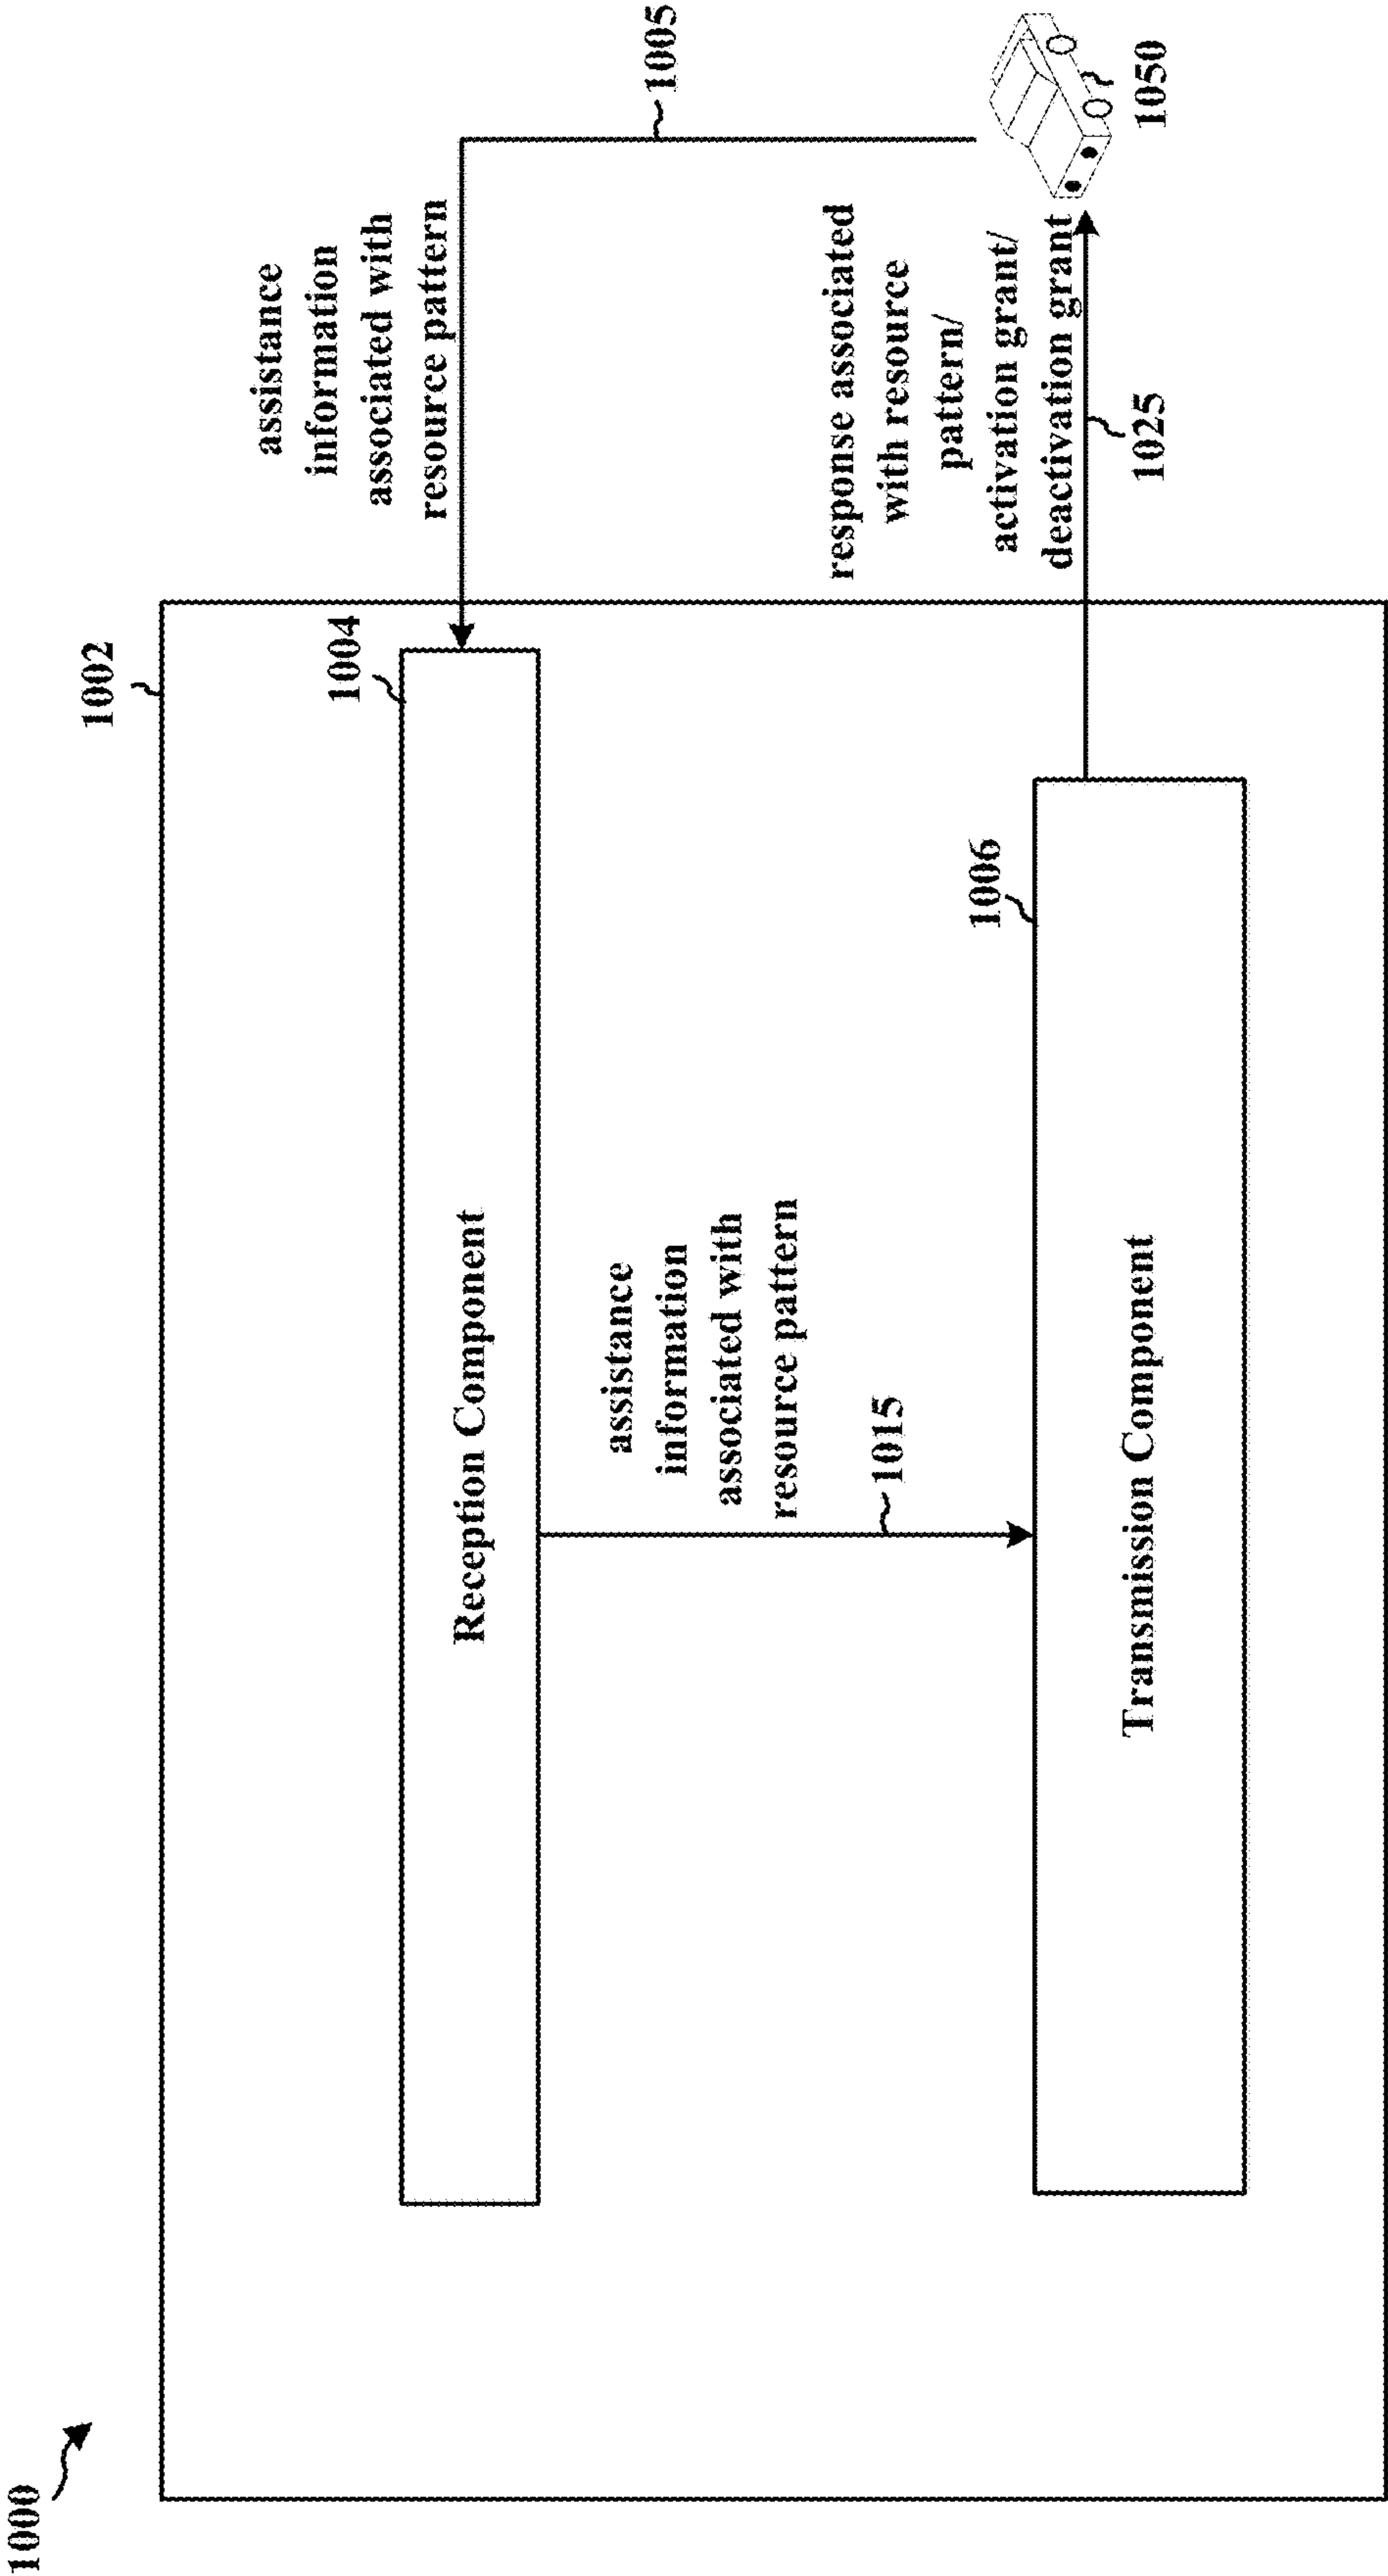 1000
1002
1004
Reception Component
assistance
information
associated with
resource pattern
1005
assistance
information
associated with
resource pattern
1015
1006
Transmission Component
response associated
with resource
pattern/
activation grant/
deactivation grant
1025
1050